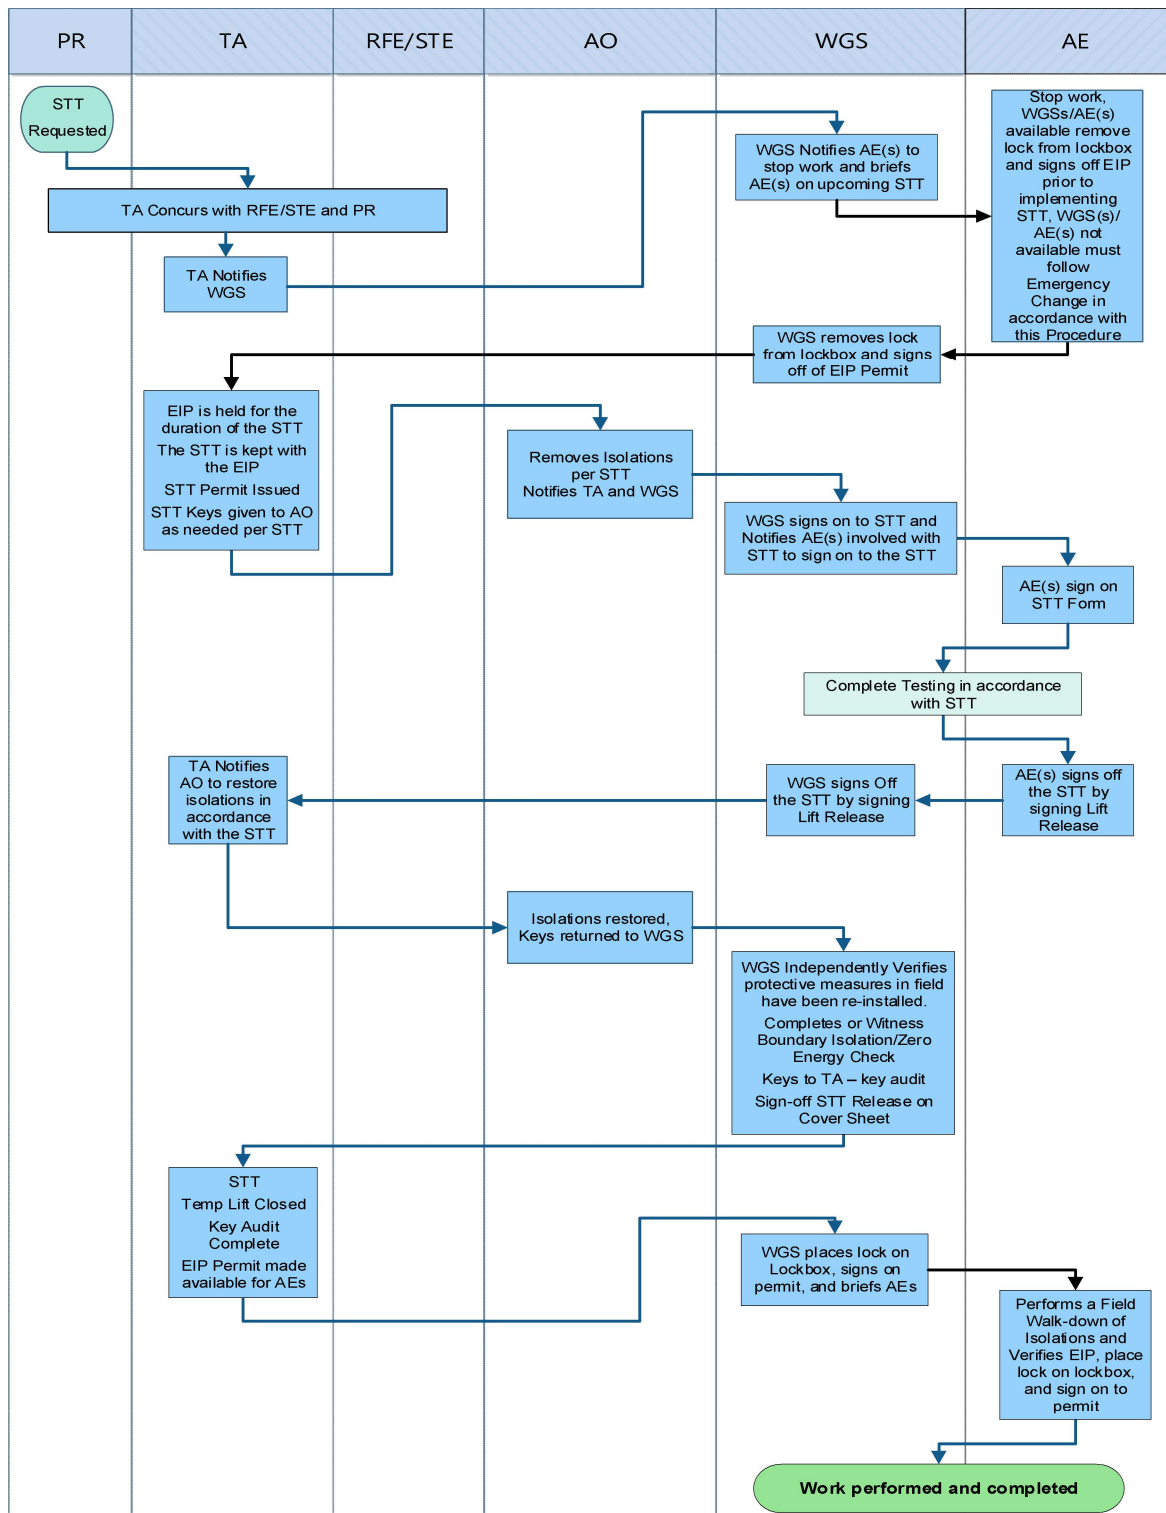 PR
TA
RFE/STE
AO
WGS
AE
STT
Requested
TA Concurs with RFE/STE and PR
TA Notifies
WGS
WGS Notifies AE(s) to
stop work and briefs
AE(s) on upcoming STT
Stop work,
WGSs/AE(s)
available remove
lock from lockbox
and signs off EIP
prior to
implementing
STT, WGS(s)/
AE(s) not
available must
follow
Emergency
Change in
accordance with
this Procedure
WGS removes lock
from lockbox and signs
off of EIP Permit
EIP is held for the
duration of the STT
The STT is kept with
the EIP
STT Permit Issued
STT Keys given to AO
as needed per STT
Removes Isolations
per STT
Notifies TA and WGS
WGS signs on to STT and
Notifies AE(s) involved with
STT to sign on to the STT
AE(s) sign on
STT Form
Complete Testing in accordance
with STT
AE(s) signs off
the STT by
signing Lift
Release
WGS signs Off
the STT by signing
Lift Release
TA Notifies
AO to restore
isolations in
accordance
with the STT
Isolations restored,
Keys returned to WGS
WGS Independently Verifies
protective measures in field
have been re-installed.
Completes or Witness
Boundary Isolation/Zero
Energy Check
Keys to TA – key audit
Sign-off STT Release on
Cover Sheet
STT
Temp Lift Closed
Key Audit
Complete
EIP Permit made
available for AEs
WGS places lock on
Lockbox, signs on
permit, and briefs AEs
Performs a Field
Walk-down of
Isolations and
Verifies EIP, place
lock on lockbox,
and sign on to
permit
Work performed and completed